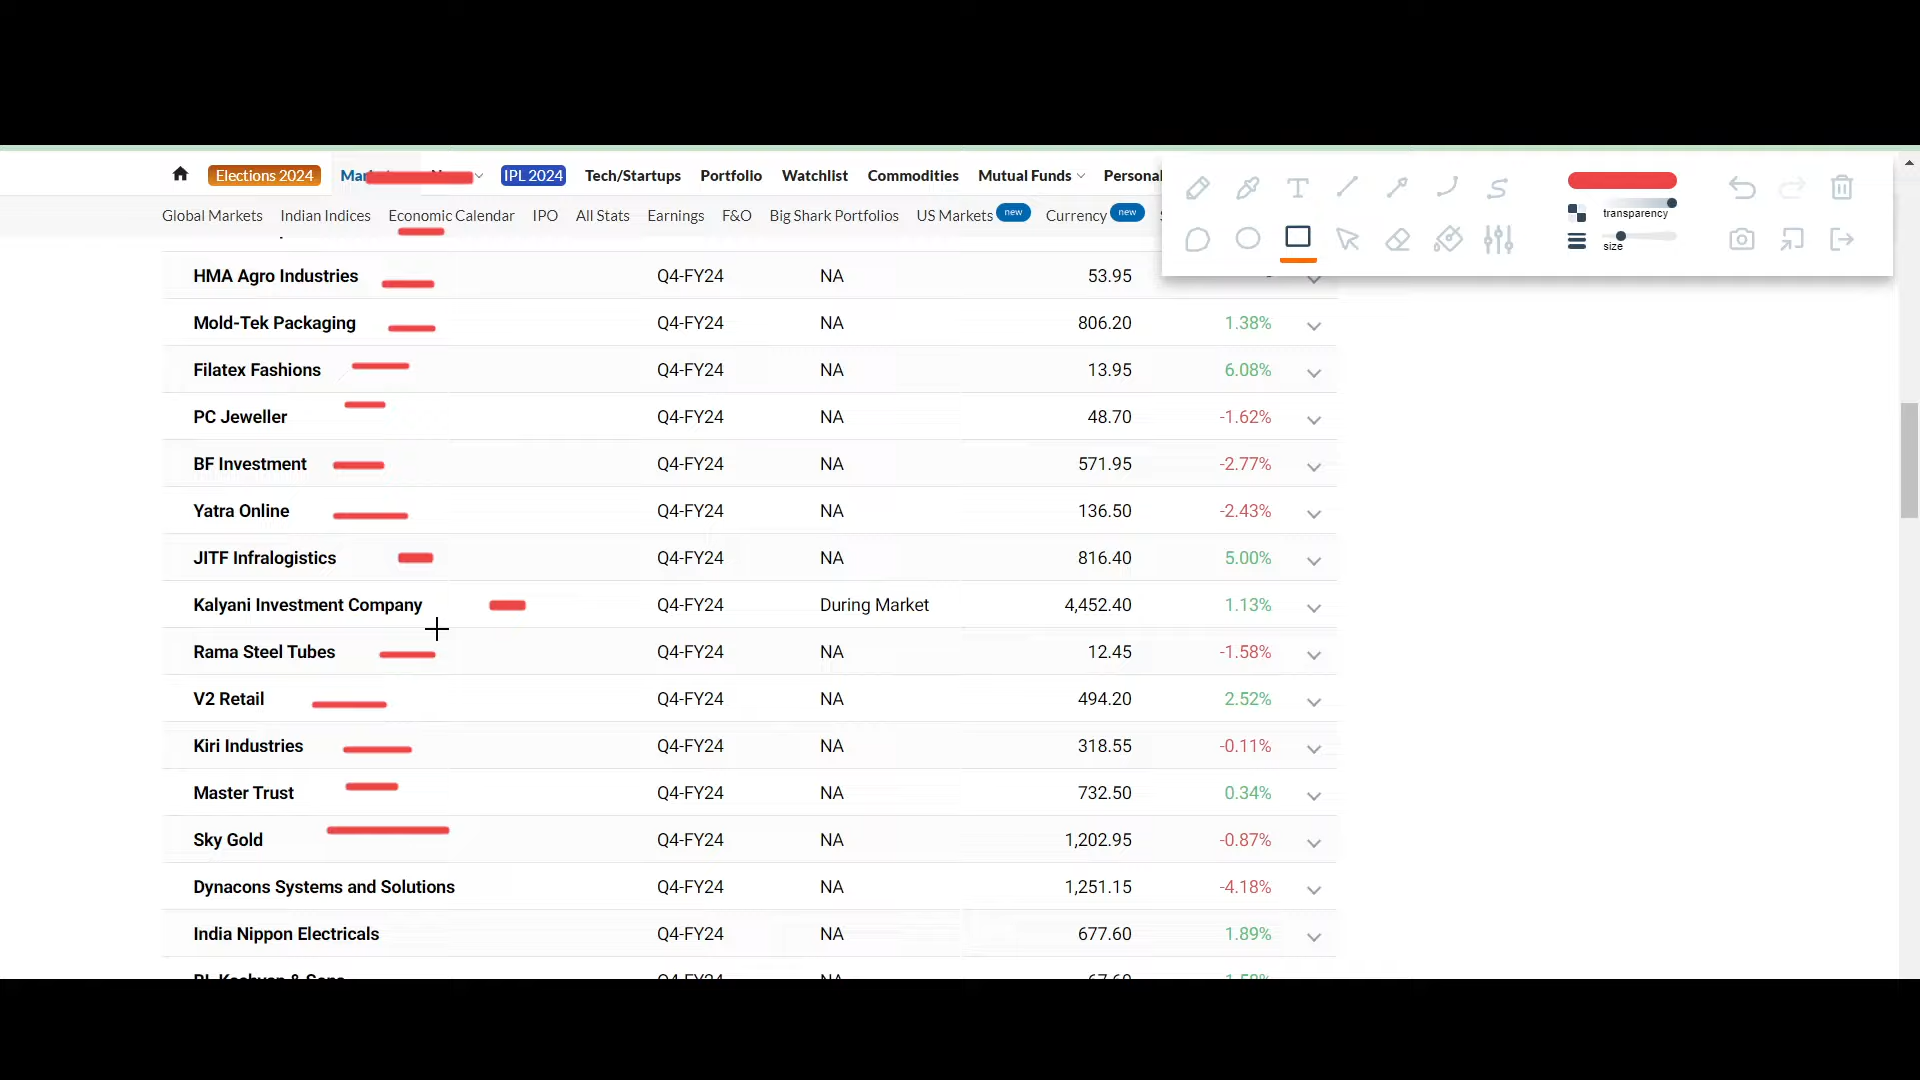 Elections 2024 Mar IPL 2024 Tech/Startups Portfolio Watchlist Commodities Mutual Funds Personal
Global Markets Indian Indices Economic Calendar IPO All Stats Earnings F&O Big Shark Portfolios US Markets new Currency new
transparency
size
HMA Agro Industries Q4-FY24 NA 53.95
Mold-Tek Packaging Q4-FY24 NA 806.20 1.38%
Filatex Fashions Q4-FY24 NA 13.95 6.08%
PC Jeweller Q4-FY24 NA 48.70 -1.62%
BF Investment Q4-FY24 NA 571.95 -2.77%
Yatra Online Q4-FY24 NA 136.50 -2.43%
JITF Infralogistics Q4-FY24 NA 816.40 5.00%
Kalyani Investment Company Q4-FY24 During Market 4,452.40 1.13%
Rama Steel Tubes Q4-FY24 NA 12.45 -1.58%
V2 Retail Q4-FY24 NA 494.20 2.52%
Kiri Industries Q4-FY24 NA 318.55 -0.11%
Master Trust Q4-FY24 NA 732.50 0.34%
Sky Gold Q4-FY24 NA 1,202.95 -0.87%
Dynacons Systems and Solutions Q4-FY24 NA 1,251.15 -4.18%
India Nippon Electricals Q4-FY24 NA 677.60 1.89%